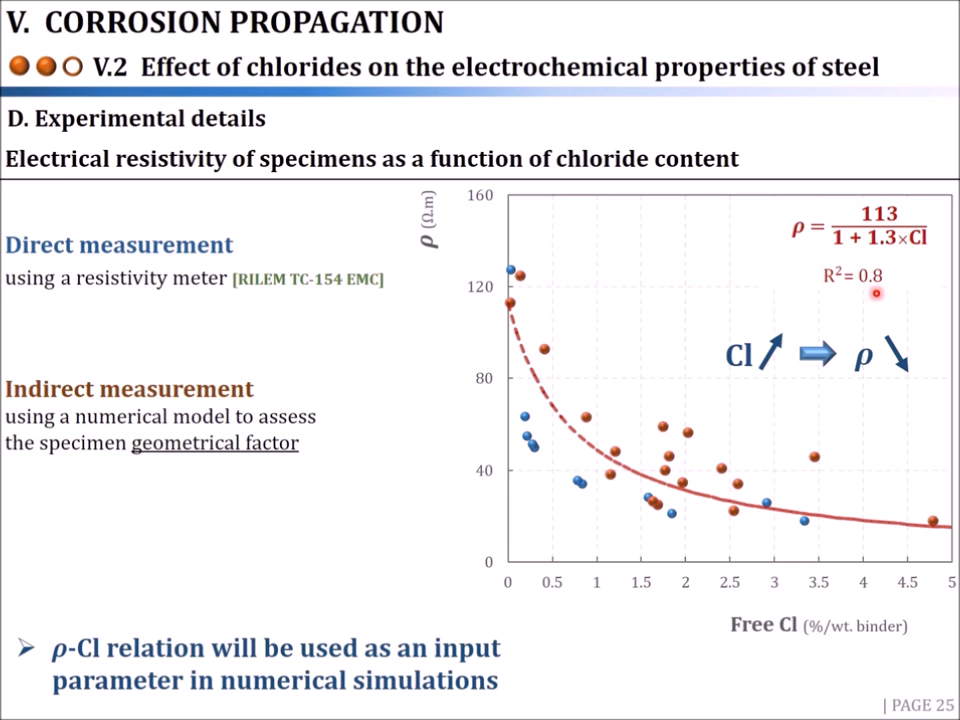 V. CORROSION PROPAGATION
V.2 Effect of chlorides on the electrochemical properties of steel
D. Experimental details
Electrical resistivity of specimens as a function of chloride content
Direct measurement
using a resistivity meter [RILEM TC-154 EMC]
Indirect measurement
using a numerical model to assess
the specimen geometrical factor
ρ (Ω.m)
160
120
80
40
0
0 0.5 1 1.5 2 2.5 3 3.5 4 4.5 5
Free Cl (%/wt. binder)
ρ = 113 / 1 + 1.3×Cl
R²= 0.8
Cl ρ
➢ ρ-Cl relation will be used as an input
parameter in numerical simulations
| PAGE 25